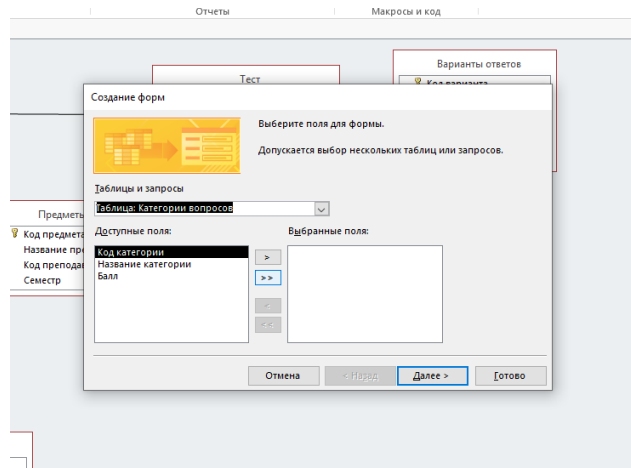 Отчеты
Макросы и код
Варианты ответов
Тест
Код варианта
Создание форм
Выберите поля для формы.
Допускается выбор нескольких таблиц или запросов.
Таблицы и запросы
Таблица: Категории вопросов
Доступные поля:
Выбранные поля:
Код категории
Название категории
Балл
>
>>
<
<<
Предметы
Код предмета
Название
Код
Семестр
Отмена
< Назад
Далее >
Готово